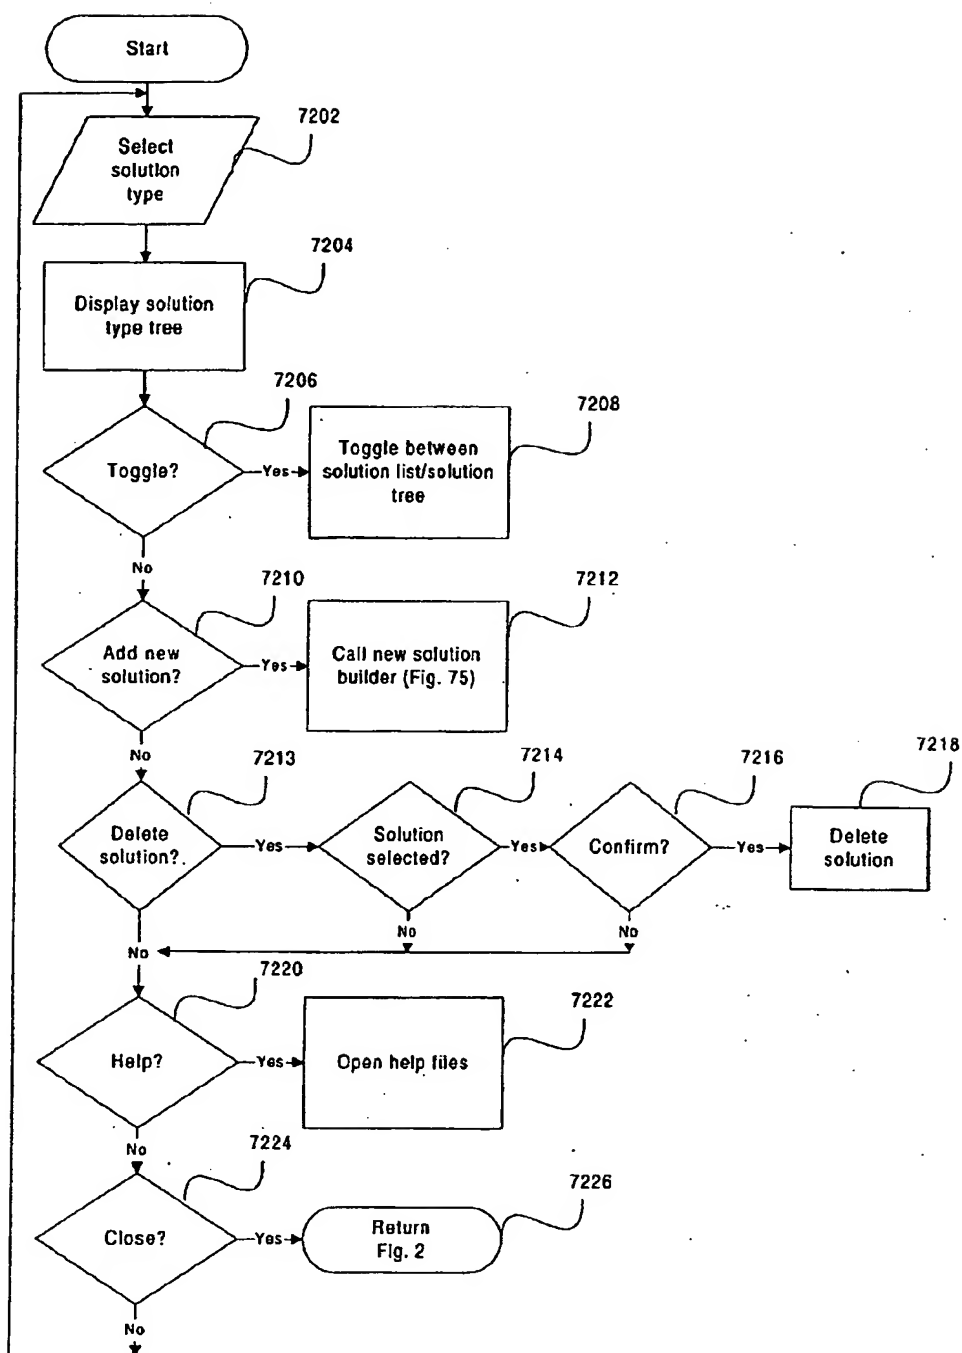 Start
7202
Select
solution
type
7204
Display solution
type tree
7206
7208
Toggle?
Yes
Toggle between
solution list/solution
tree
No
7210
7212
Add new
solution?
Yes
Call new solution
builder (Fig. 75)
No
7213
7214
7216
7218
Delete
solution?
Yes
Solution
selected?
Yes
Confirm?
Yes
Delete
solution
No
No
No
7220
7222
Help?
Yes
Open help files
No
7224
7226
Close?
Yes
Return
Fig. 2
No